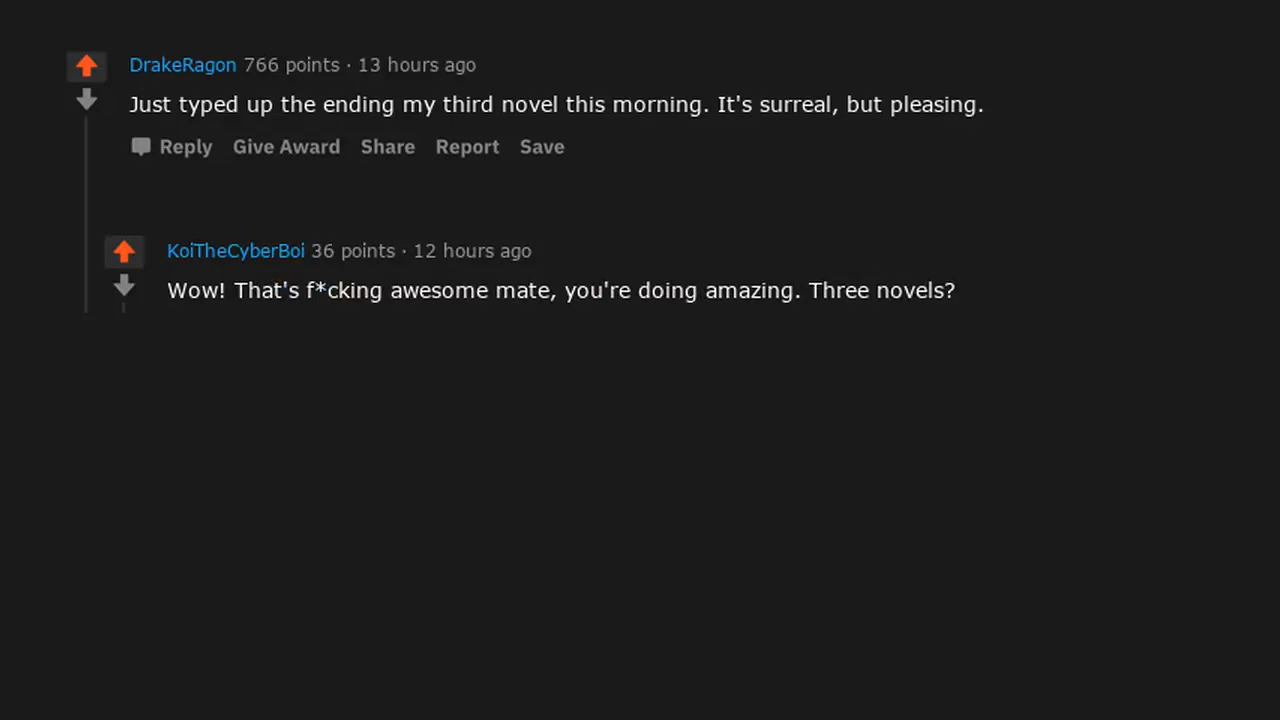 DrakeRagon 766 points · 13 hours ago
Just typed up the ending my third novel this morning. It's surreal, but pleasing.
Reply Give Award Share Report Save
KoiTheCyberBoi 36 points · 12 hours ago
Wow! That's f*cking awesome mate, you're doing amazing. Three novels?